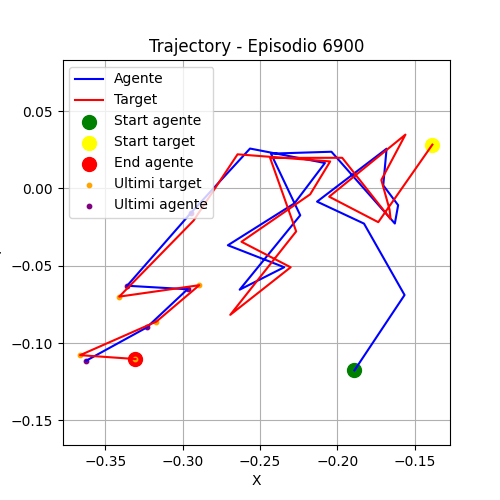 Trajectory - Episodio 6900
Agente
Target
Start agente
Start target
End agente
Ultimi target
Ultimi agente
0.05
0.00
−0.05
−0.10
−0.15
−0.35
−0.30
−0.25
−0.20
−0.15
X